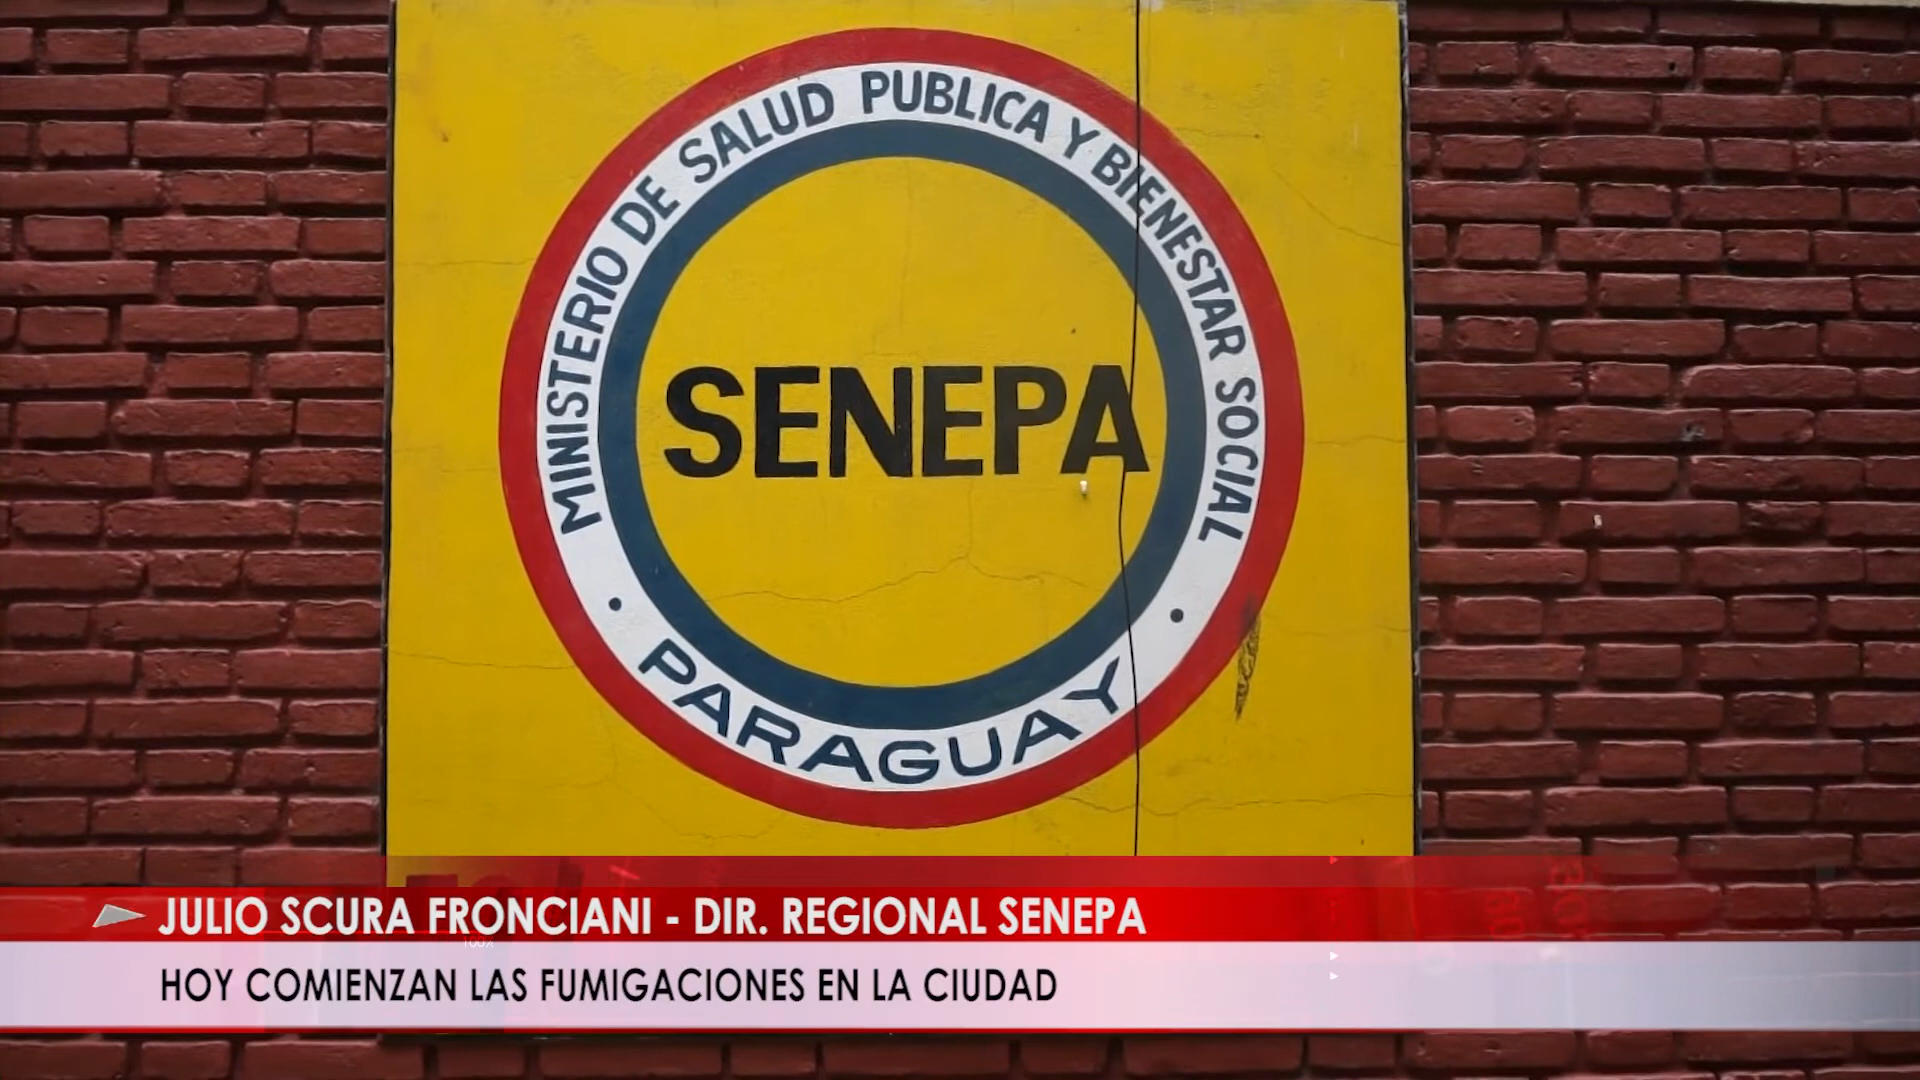 MINISTERIO DE SALUD PUBLICA Y BIENESTAR SOCIAL
SENEPA
• PARAGUAY •
JULIO SCURA FRONCIANI - DIR. REGIONAL SENEPA
HOY COMIENZAN LAS FUMIGACIONES EN LA CIUDAD